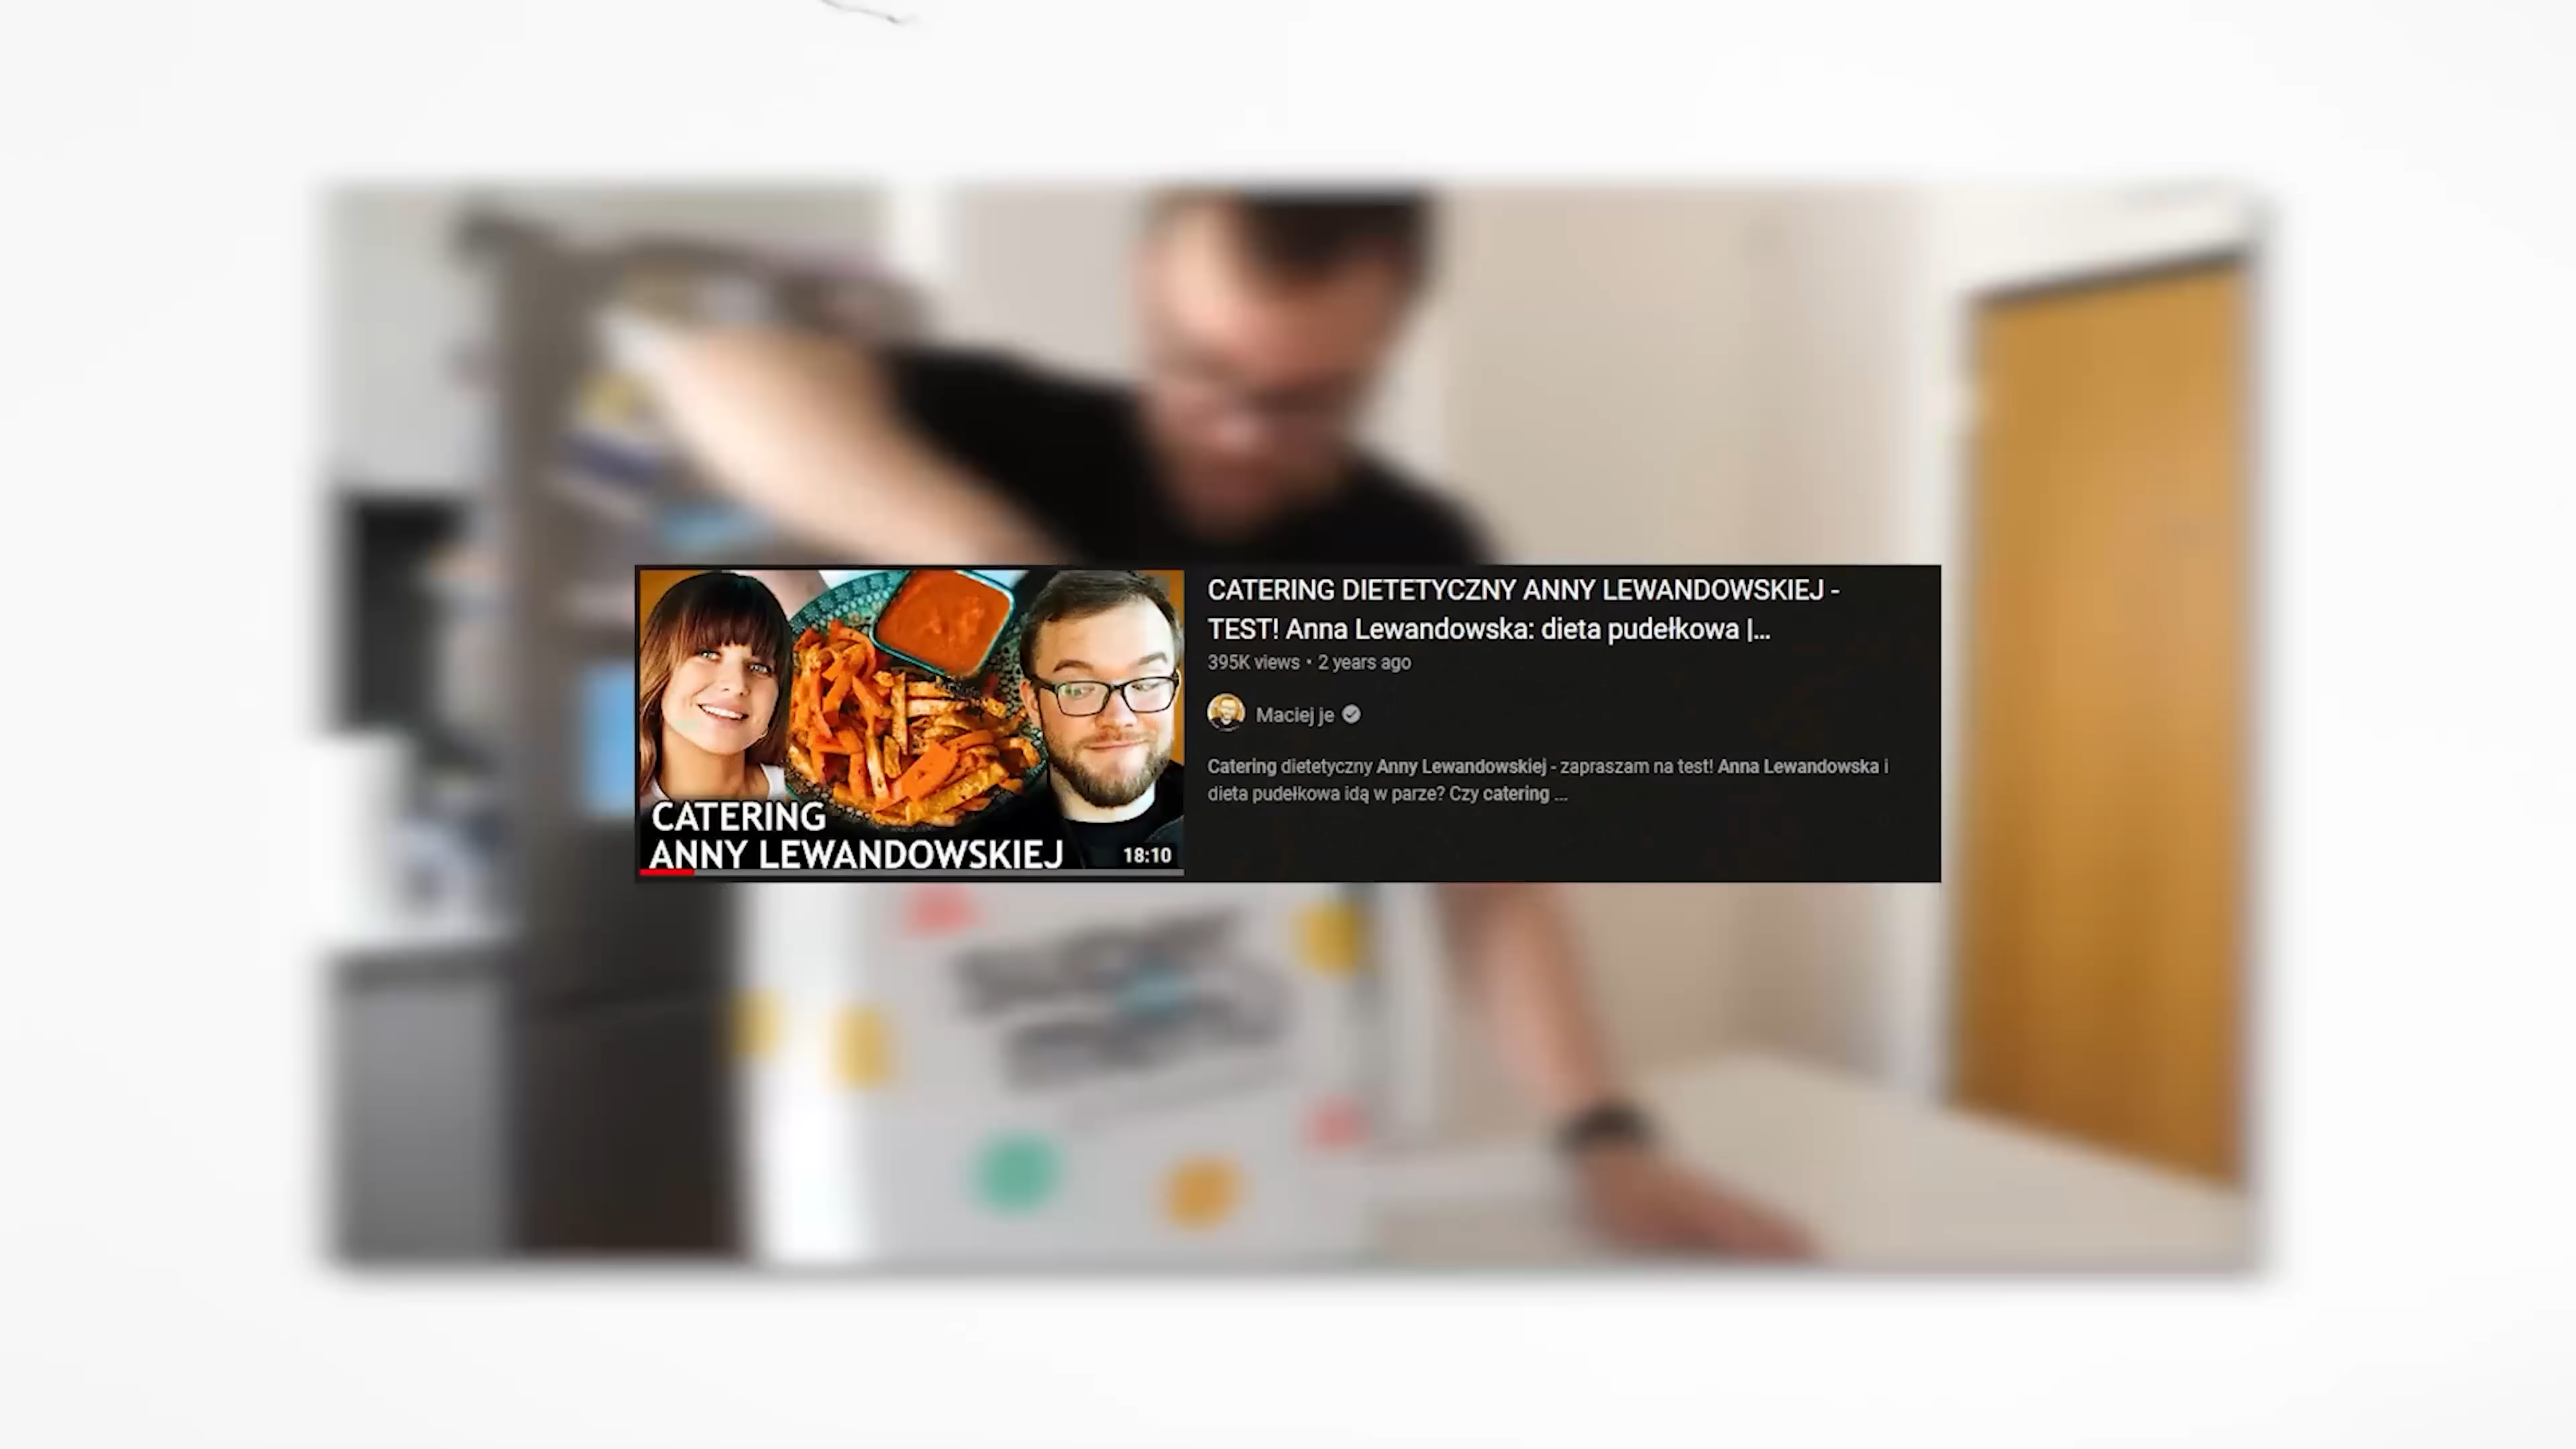 CATERING
ANNY LEWANDOWSKIEJ
18:10
CATERING DIETETYCZNY ANNY LEWANDOWSKIEJ -
TEST! Anna Lewandowska: dieta pudełkowa |...
395K views • 2 years ago
Maciej je
Catering dietetyczny Anny Lewandowskiej - zapraszam na test! Anna Lewandowska i
dieta pudełkowa idą w parze? Czy catering ...